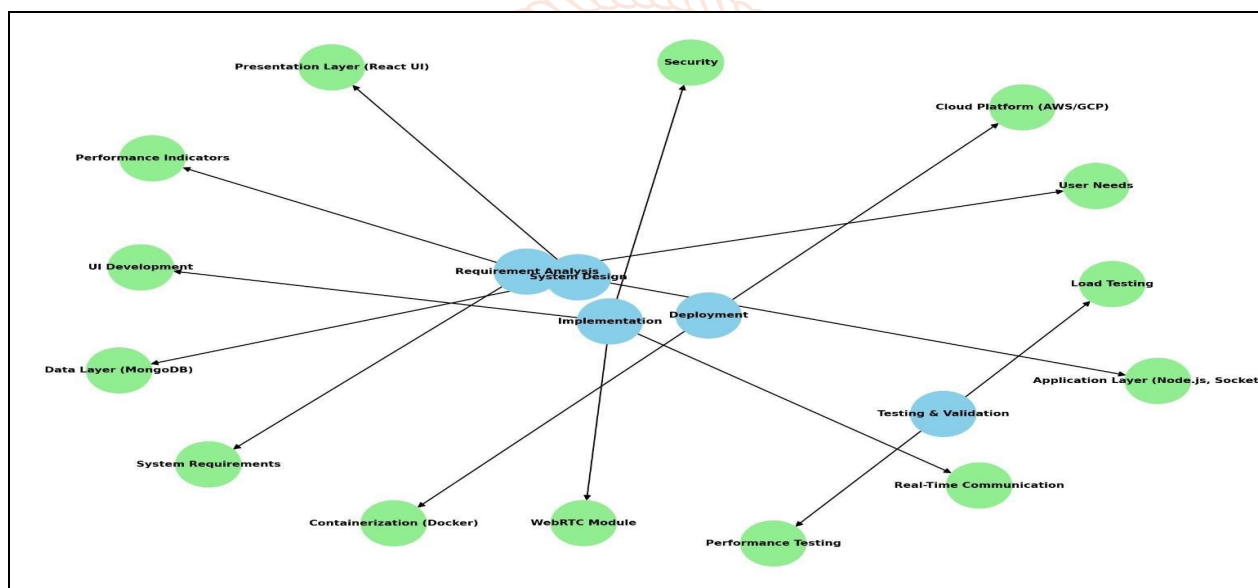 Presentation Layer (React UI)
Security
Cloud Platform (AWS/GCP)
Performance Indicators
User Needs
UI Development
Requirement Analysis
System Design
Load Testing
Implementation
Deployment
Data Layer (MongoDB)
Application Layer (Node.js, Socket
Testing & Validation
System Requirements
Real-Time Communication
Containerization (Docker)
WebRTC Module
Performance Testing